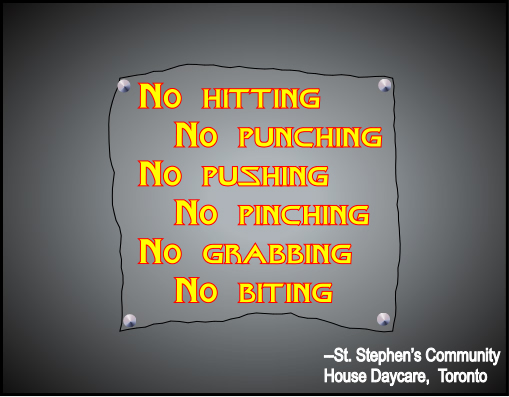 No hitting
No punching
No pushing
No pinching
No grabbing
No biting
–St. Stephen's Community
House Daycare, Toronto